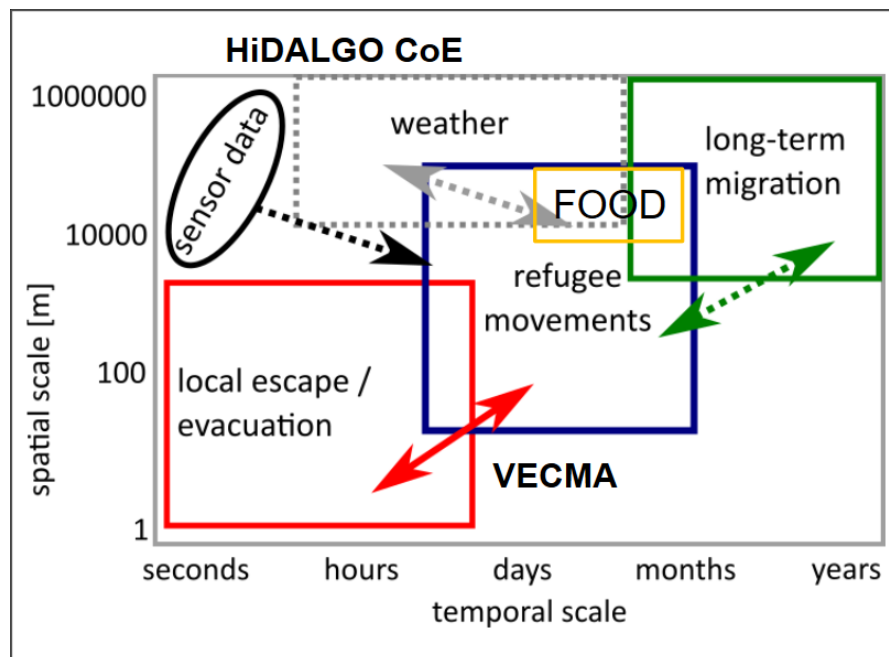 HiDALGO CoE
1000000
10000
100
1
spatial scale [m]
sensor data
weather
long-term
migration
FOOD
refugee
movements
local escape /
evacuation
VECMA
seconds
hours
days
months
years
temporal scale